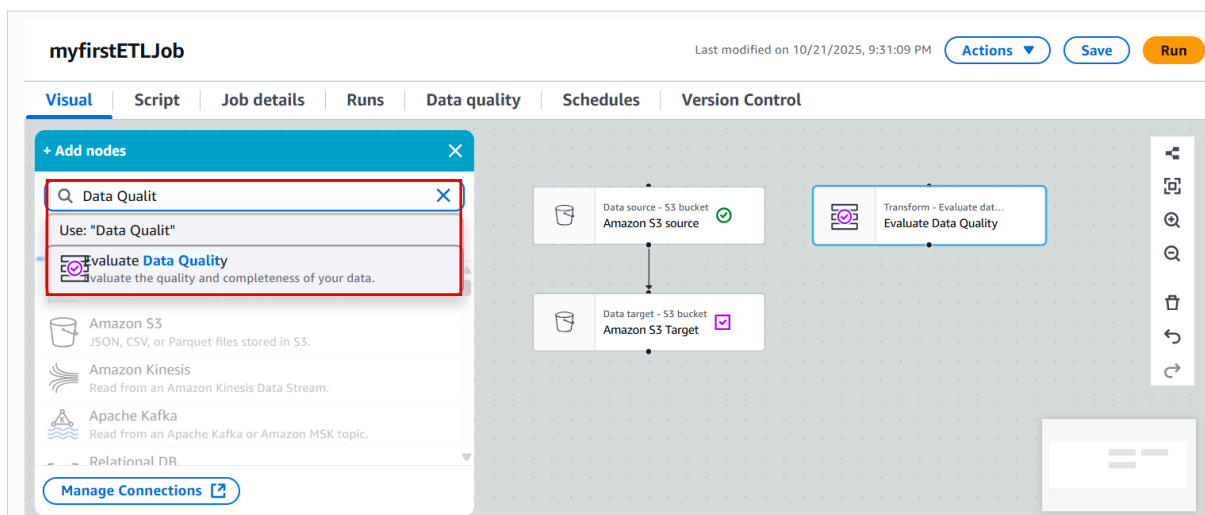 myfirstETLJob
Last modified on 10/21/2025, 9:31:09 PM
Actions
Save
Run
Visual
Script
Job details
Runs
Data quality
Schedules
Version Control
+ Add nodes
Data Qualit
Use: "Data Qualit"
Evaluate Data Quality
Evaluate the quality and completeness of your data.
Amazon S3
JSON, CSV, or Parquet files stored in S3.
Amazon Kinesis
Read from an Amazon Kinesis Data Stream.
Apache Kafka
Read from an Apache Kafka or Amazon MSK topic.
Relational DB
Manage Connections
Data source - S3 bucket
Amazon S3 source
Data target - S3 bucket
Amazon S3 Target
Transform - Evaluate dat...
Evaluate Data Quality